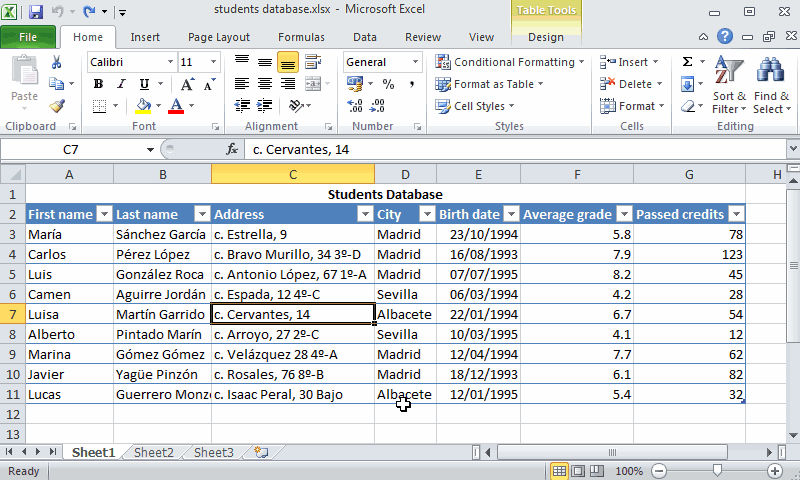 students database.xlsx - Microsoft Excel
Table Tools
File Home Insert Page Layout Formulas Data Review View Design
Calibri 11 General Conditional Formatting Insert
Paste B I U Format as Table Delete Sort & Filter Find & Select
A A Cell Styles Format
Clipboard Font Alignment Number Styles Cells Editing
C7 fx c. Cervantes, 14
A B C D E F G H
1 Students Database
2 First name Last name Address City Birth date Average grade Passed credits
3 María Sánchez García c. Estrella, 9 Madrid 23/10/1994 5.8 78
4 Carlos Pérez López c. Bravo Murillo, 34 3º-D Madrid 16/08/1993 7.9 123
5 Luis González Roca c. Antonio López, 67 1º-A Madrid 07/07/1995 8.2 45
6 Camen Aguirre Jordán c. Espada, 12 4º-C Sevilla 06/03/1994 4.2 28
7 Luisa Martín Garrido c. Cervantes, 14 Albacete 22/01/1994 6.7 54
8 Alberto Pintado Marín c. Arroyo, 27 2º-C Sevilla 10/03/1995 4.1 12
9 Marina Gómez Gómez c. Velázquez 28 4º-A Madrid 12/04/1994 7.7 62
10 Javier Yagüe Pinzón c. Rosales, 76 8º-B Madrid 18/12/1993 6.1 82
11 Lucas Guerrero Monz c. Isaac Peral, 30 Bajo Albacete 12/01/1995 5.4 32
12
13
Sheet1 Sheet2 Sheet3
Ready 100%